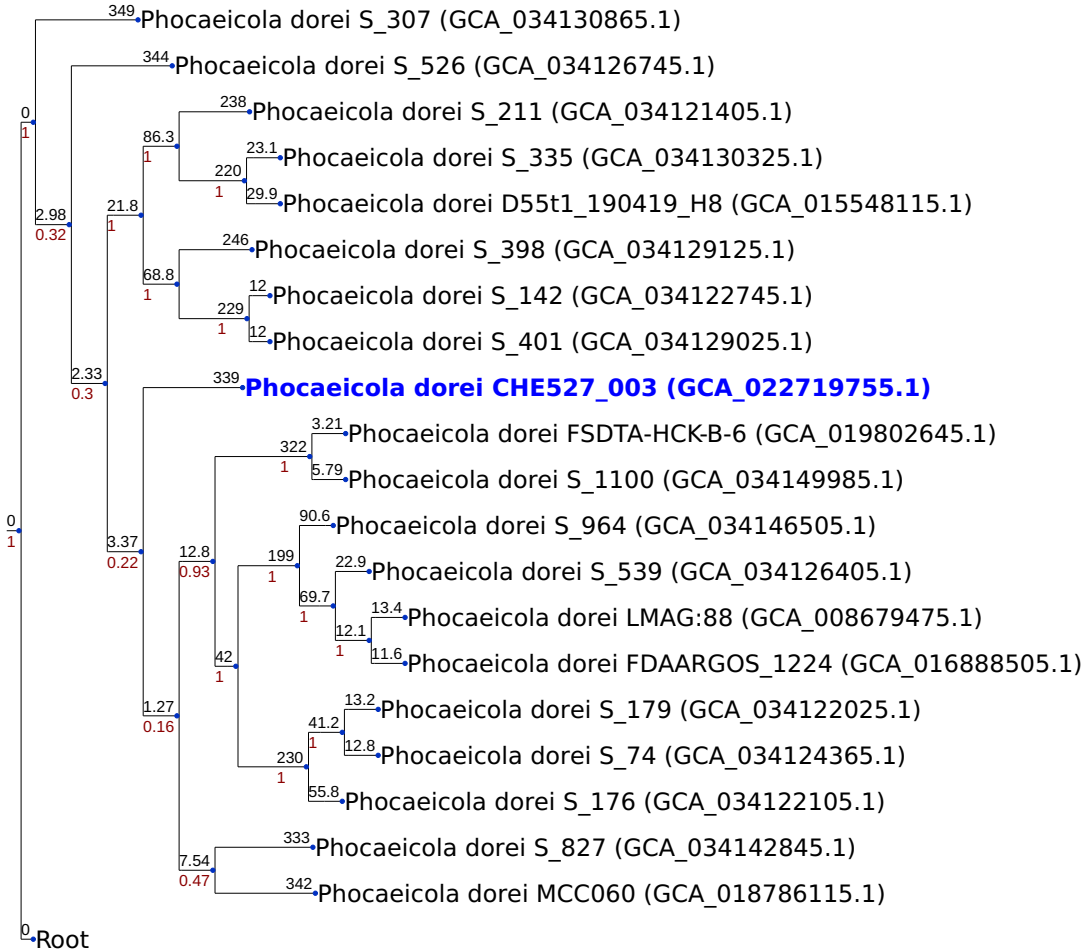 349 Phocaeicola dorei S_307 (GCA_034130865.1)
344 Phocaeicola dorei S_526 (GCA_034126745.1)
238 Phocaeicola dorei S_211 (GCA_034121405.1)
0
1
86.3
1
23.1 Phocaeicola dorei S_335 (GCA_034130325.1)
220
1
29.9 Phocaeicola dorei D55t1_190419_H8 (GCA_015548115.1)
2.98
0.32
21.8
1
246 Phocaeicola dorei S_398 (GCA_034129125.1)
68.8
1
12 Phocaeicola dorei S_142 (GCA_034122745.1)
229
1
12 Phocaeicola dorei S_401 (GCA_034129025.1)
2.33
0.3
339 Phocaeicola dorei CHE527_003 (GCA_022719755.1)
3.21 Phocaeicola dorei FSDTA-HCK-B-6 (GCA_019802645.1)
322
1
5.79 Phocaeicola dorei S_1100 (GCA_034149985.1)
0
1
90.6 Phocaeicola dorei S_964 (GCA_034146505.1)
3.37
0.22
12.8
0.93
199
1
22.9 Phocaeicola dorei S_539 (GCA_034126405.1)
69.7
1
13.4 Phocaeicola dorei LMAG:88 (GCA_008679475.1)
12.1
1
11.6 Phocaeicola dorei FDAARGOS_1224 (GCA_016888505.1)
42
1
1.27
0.16
13.2 Phocaeicola dorei S_179 (GCA_034122025.1)
41.2
1
12.8 Phocaeicola dorei S_74 (GCA_034124365.1)
230
1
55.8 Phocaeicola dorei S_176 (GCA_034122105.1)
333 Phocaeicola dorei S_827 (GCA_034142845.1)
7.54
0.47
342 Phocaeicola dorei MCC060 (GCA_018786115.1)
0 Root